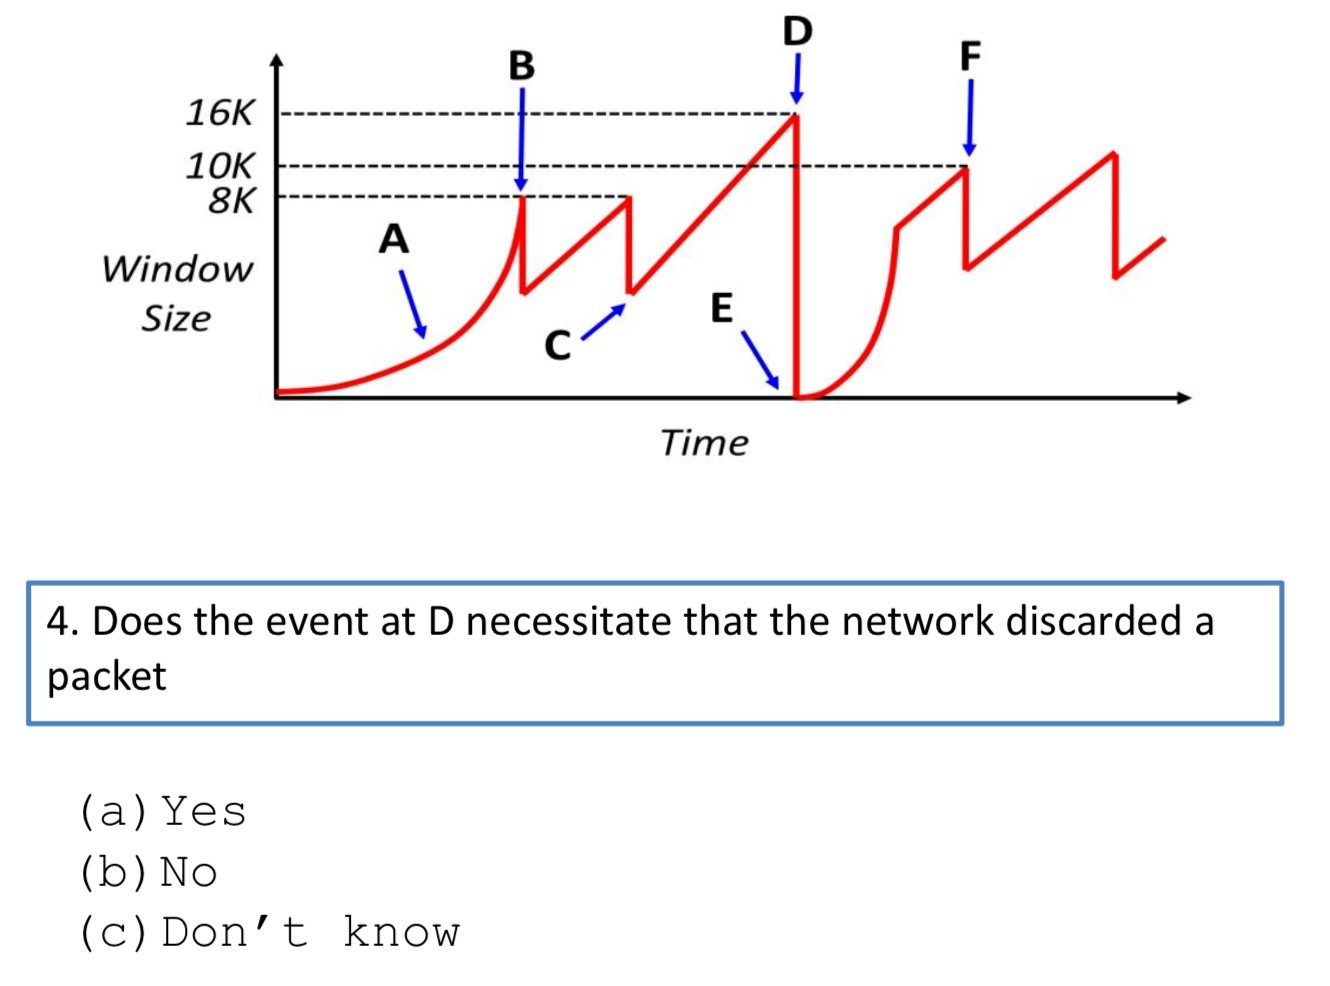 D
B
F
16K
10K
8K
A
Window
Size
E
C
Time
4. Does the event at D necessitate that the network discarded a
packet
(a) Yes
(b) No
(c) Don’t know